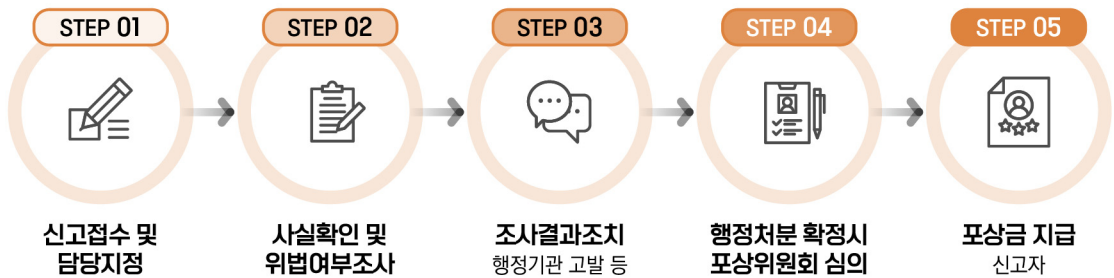 STEP 01
신고접수 및
담당지정
STEP 02
사실확인 및
위법여부조사
STEP 03
조사결과조치
행정기관 고발 등
STEP 04
행정처분 확정시
포상위원회 심의
STEP 05
포상금 지급
신고자